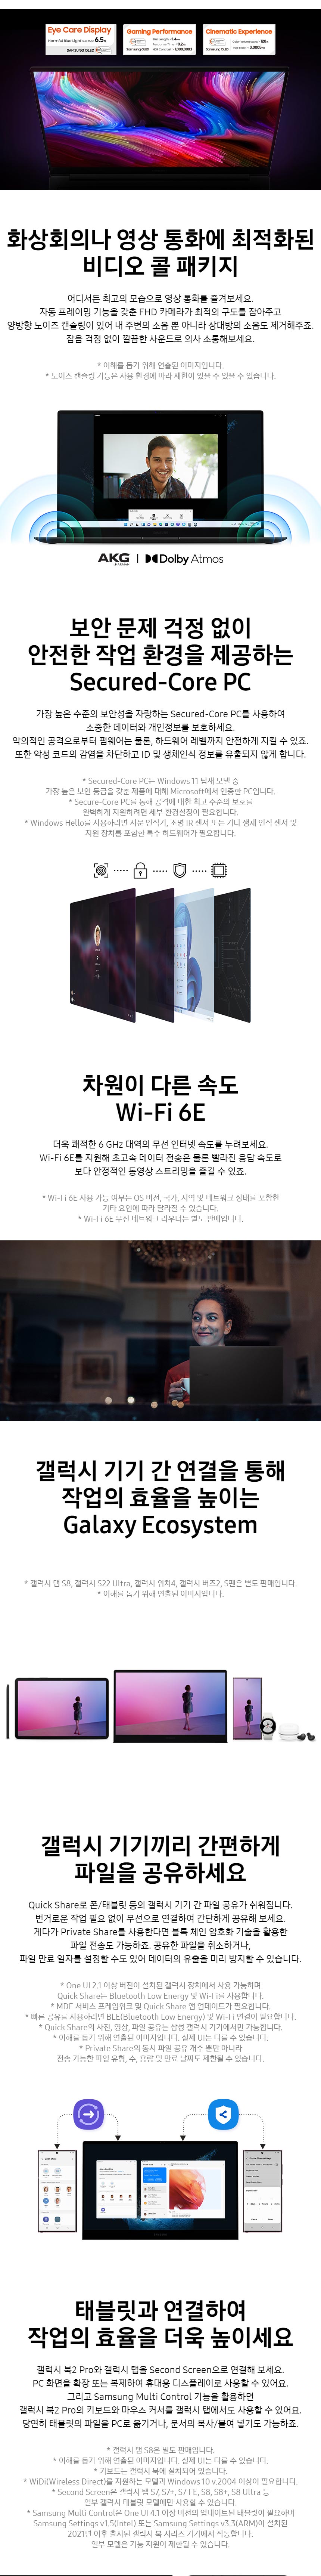 Eye Care Display
SAMSUNG OLED
Gaming Performance
Samsung OLED
Cinematic Experience
Samsung OLED
화상회의나 영상 통화에 최적화된
비디오 콜 패키지
어디서든 최고의 모습으로 영상 통화를 즐겨보세요.
자동 프레이밍 기능을 갖춘 FHD 카메라가 최적의 구도를 잡아주고
양방향 노이즈 캔슬링이 있어 내 주변의 소음 뿐 아니라 상대방의 소음도 제거해주죠.
잡음 걱정 없이 깔끔한 사운드로 의사 소통해보세요.
* 이해를 돕기 위해 연출된 이미지입니다.
* 노이즈 캔슬링 기능은 사용 환경에 따라 제한이 있을 수 있을 수 있습니다.
AKG | Dolby Atmos
보안 문제 걱정 없이
안전한 작업 환경을 제공하는
Secured-Core PC
가장 높은 수준의 보안성을 자랑하는 Secured-Core PC를 사용하여
소중한 데이터와 개인정보를 보호하세요.
악의적인 공격으로부터 펌웨어는 물론, 하드웨어 레벨까지 안전하게 지킬 수 있죠.
또한 악성 코드의 감염을 차단하고 ID 및 생체인식 정보를 유출되지 않게 합니다.
* Secured-Core PC는 Windows 11 탑재 모델 중
가장 높은 보안 등급을 갖춘 제품에 대해 Microsoft에서 인증한 PC입니다.
* Secure-Core PC를 통해 공격에 대한 최고 수준의 보호를
완벽하게 지원하려면 세부 환경설정이 필요합니다.
* Windows Hello를 사용하려면 지문 인식기, 조명 IR 센서 또는 기타 생체 인식 센서 및
지원 장치를 포함한 특수 하드웨어가 필요합니다.
차원이 다른 속도
Wi-Fi 6E
더욱 쾌적한 6 GHz 대역의 무선 인터넷 속도를 누려보세요.
Wi-Fi 6E를 지원해 초고속 데이터 전송은 물론 빨라진 응답 속도로
보다 안정적인 동영상 스트리밍을 즐길 수 있죠.
* Wi-Fi 6E 사용 가능 여부는 OS 버전, 국가, 지역 및 네트워크 상태를 포함한
기타 요인에 따라 달라질 수 있습니다.
* Wi-Fi 6E 무선 네트워크 라우터는 별도 판매입니다.
갤럭시 기기 간 연결을 통해
작업의 효율을 높이는
Galaxy Ecosystem
* 갤럭시 탭 S8, 갤럭시 S22 Ultra, 갤럭시 워치4, 갤럭시 버즈2, S펜은 별도 판매입니다.
* 이해를 돕기 위해 연출된 이미지입니다.
갤럭시 기기끼리 간편하게
파일을 공유하세요
Quick Share로 폰/태블릿 등의 갤럭시 기기 간 파일 공유가 쉬워집니다.
번거로운 작업 필요 없이 무선으로 연결하여 간단하게 공유해 보세요.
게다가 Private Share를 사용한다면 블록 체인 암호화 기술을 활용한
파일 전송도 가능하죠. 공유한 파일을 취소하거나,
파일 만료 일자를 설정할 수도 있어 데이터의 유출을 미리 방지할 수 있습니다.
* One UI 2.1 이상 버전이 설치된 갤럭시 장치에서 사용 가능하며
Quick Share는 Bluetooth Low Energy 및 Wi-Fi를 사용합니다.
* MDE 서비스 프레임워크 및 Quick Share 앱 업데이트가 필요합니다.
* 빠른 공유를 사용하려면 BLE(Bluetooth Low Energy) 및 Wi-Fi 연결이 필요합니다.
* Quick Share의 사진, 영상, 파일 공유는 삼성 갤럭시 기기에서만 가능합니다.
* 이해를 돕기 위해 연출된 이미지입니다. 실제 UI는 다를 수 있습니다.
* Private Share의 동시 파일 공유 개수 뿐만 아니라
전송 가능한 파일 유형, 수, 용량 및 만료 날짜도 제한될 수 있습니다.
태블릿과 연결하여
작업의 효율을 더욱 높이세요
갤럭시 북2 Pro와 갤럭시 탭을 Second Screen으로 연결해 보세요.
PC 화면을 확장 또는 복제하여 휴대용 디스플레이로 사용할 수 있어요.
그리고 Samsung Multi Control 기능을 활용하면
갤럭시 북2 Pro의 키보드와 마우스 커서를 갤럭시 탭에서도 사용할 수 있어요.
당연히 태블릿의 파일을 PC로 옮기거나, 문서의 복사/붙여 넣기도 가능하죠.
* 갤럭시 탭 S8은 별도 판매입니다.
* 이해를 돕기 위해 연출된 이미지입니다. 실제 UI는 다를 수 있습니다.
* 키보드는 갤럭시 북에 설치되어 있습니다.
* WiDi(Wireless Direct)를 지원하는 모델과 Windows 10 v.2004 이상이 필요합니다.
* Second Screen은 갤럭시 탭 S7, S7+, S7 FE, S8, S8+, S8 Ultra 등
일부 갤럭시 태블릿 모델에만 사용할 수 있습니다.
* Samsung Multi Control은 One UI 4.1 이상 버전의 업데이트된 태블릿이 필요하며
Samsung Settings v1.5(Intel) 또는 Samsung Settings v3.3(ARM)이 설치된
2021년 이후 출시된 갤럭시 북 시리즈 기기에서 작동합니다.
일부 모델은 기능 지원이 제한될 수 있습니다.